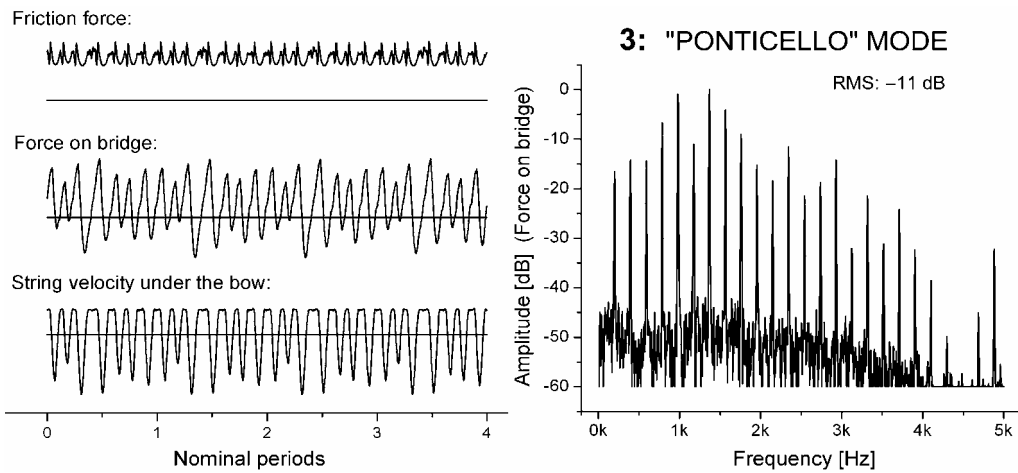 Friction force:
Force on bridge:
String velocity under the bow:
0 1 2 3 4
Nominal periods
3: "PONTICELLO" MODE
RMS: –11 dB
Amplitude [dB] (Force on bridge)
0
-10
-20
-30
-40
-50
-60
0k 1k 2k 3k 4k 5k
Frequency [Hz]